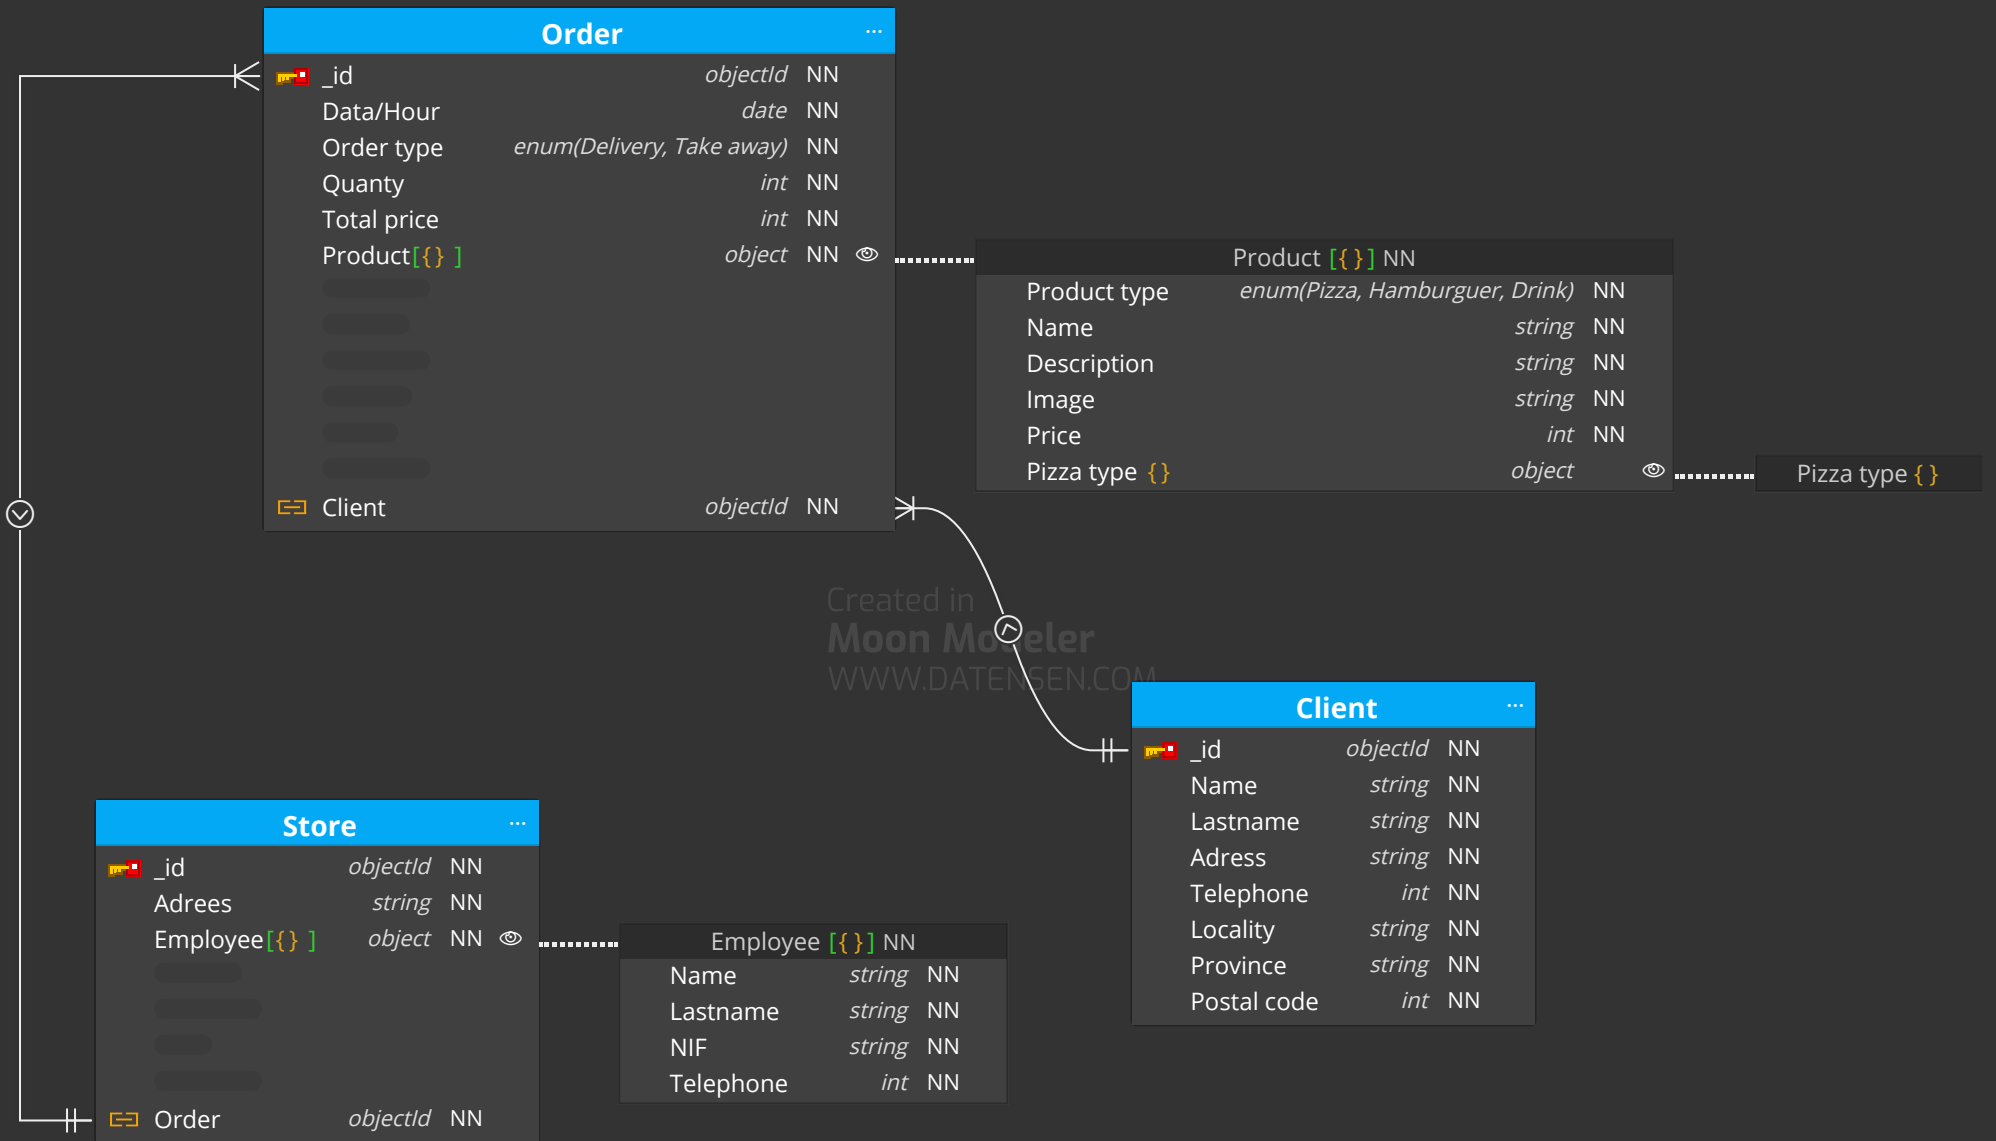 Order ...
_id objectId NN
Data/Hour date NN
Order type enum(Delivery, Take away) NN
Quanty int NN
Total price int NN
Product[{} ] object NN
Client objectId NN
Product [{}] NN
Product type enum(Pizza, Hamburguer, Drink) NN
Name string NN
Description string NN
Image string NN
Price int NN
Pizza type {} object
Pizza type {}
Created in
Moon Modeler
WWW.DATENSEN.COM
Client ...
_id objectId NN
Name string NN
Lastname string NN
Adress string NN
Telephone int NN
Locality string NN
Province string NN
Postal code int NN
Store ...
_id objectId NN
Adrees string NN
Employee[{} ] object NN
Order objectId NN
Employee [{}] NN
Name string NN
Lastname string NN
NIF string NN
Telephone int NN